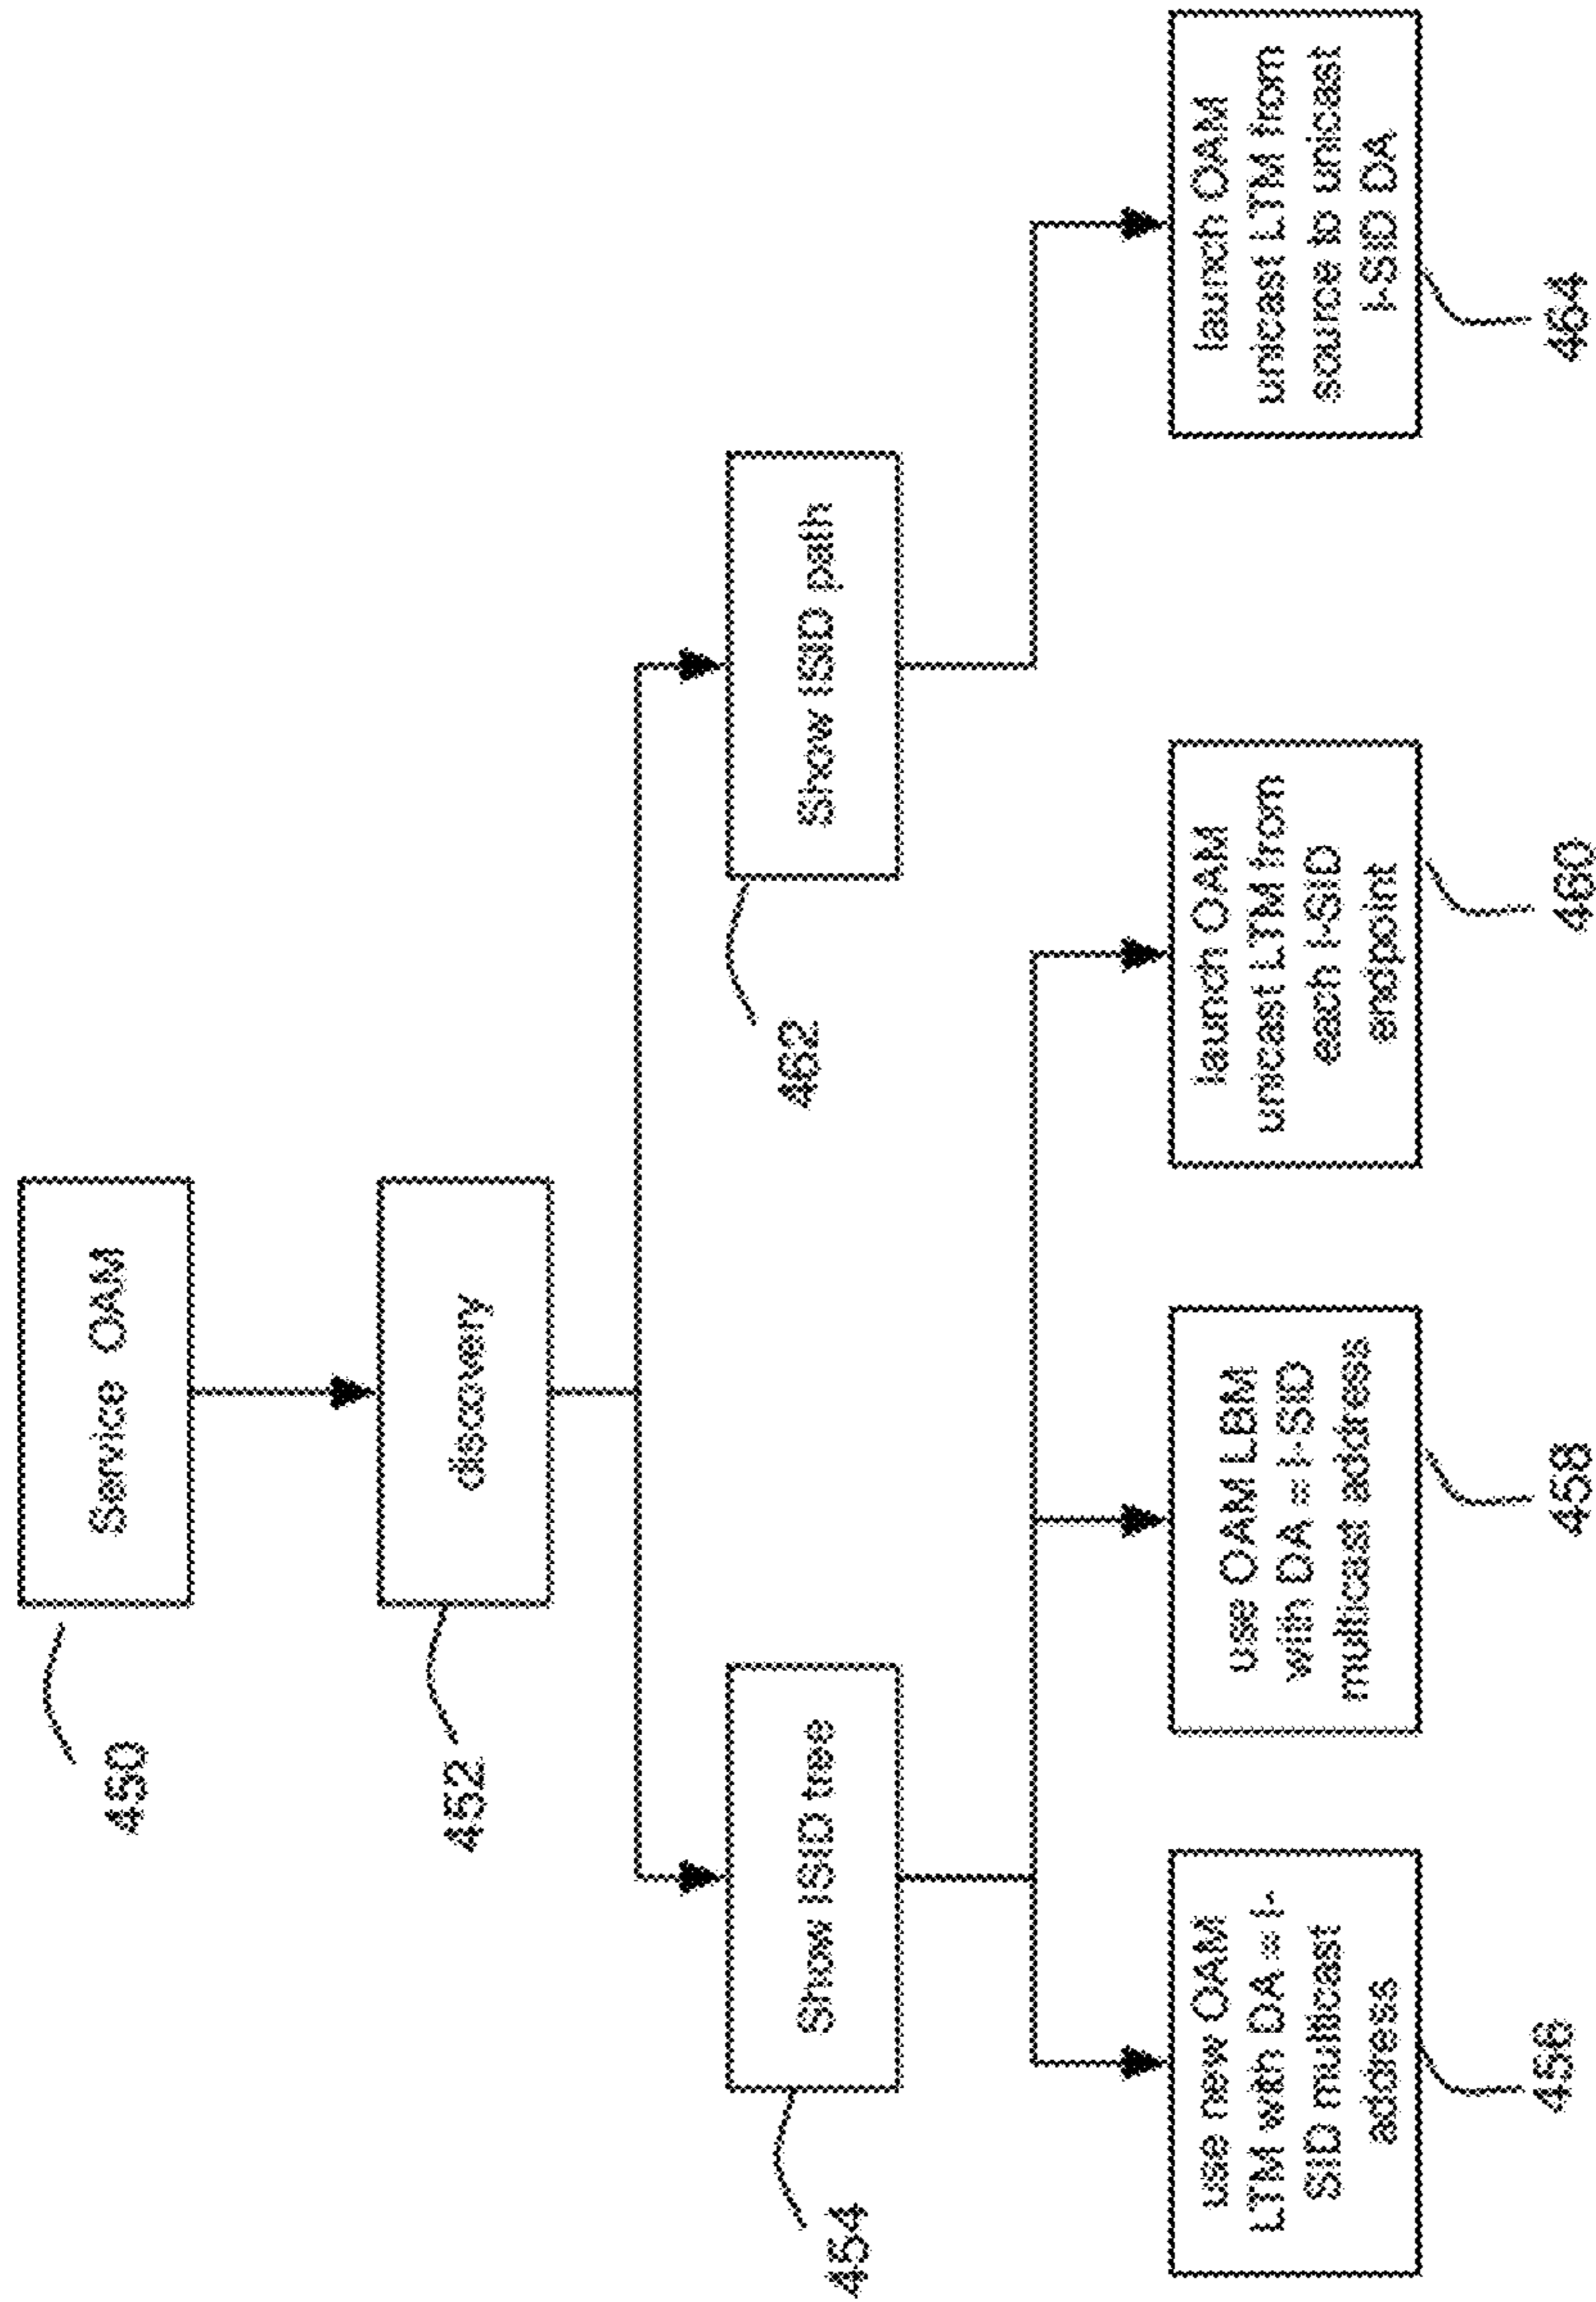 Service OAM
450
discovery
452
Show ISID tree
454
Show ISID path
462
use new OAM
LTM with DA = I-
SID multicast
address
456
use OAM LBM
with DA = I-SID
multicast address
458
launch OAM
unicast LTM from
each I-SID
endpoint
460
launch OAM
unicast LTM from
source to unicast
I-SID DA
464